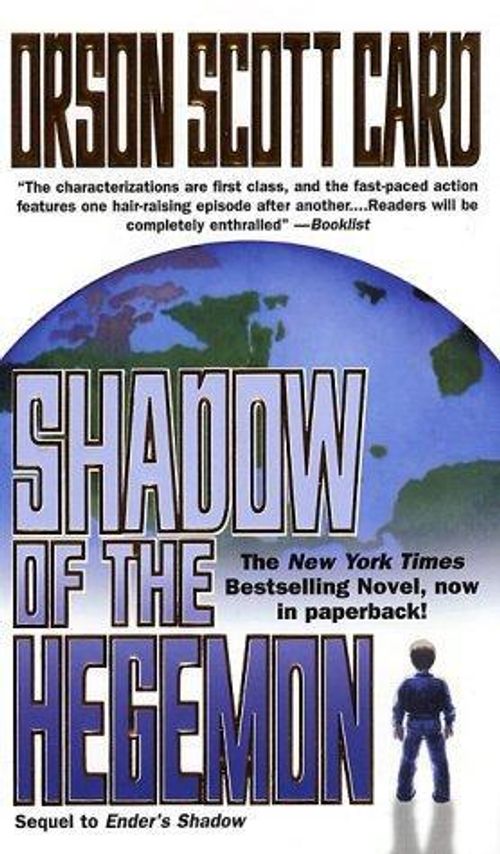 ORSON SCOTT CARD
“The characterizations are first class, and the fast-paced action
features one hair-raising episode after another....Readers will be
completely enthralled” —Booklist
SHADOW
OF THE
The New York Times
Bestselling Novel, now
in paperback!
HEGEMON
Sequel to Ender's Shadow